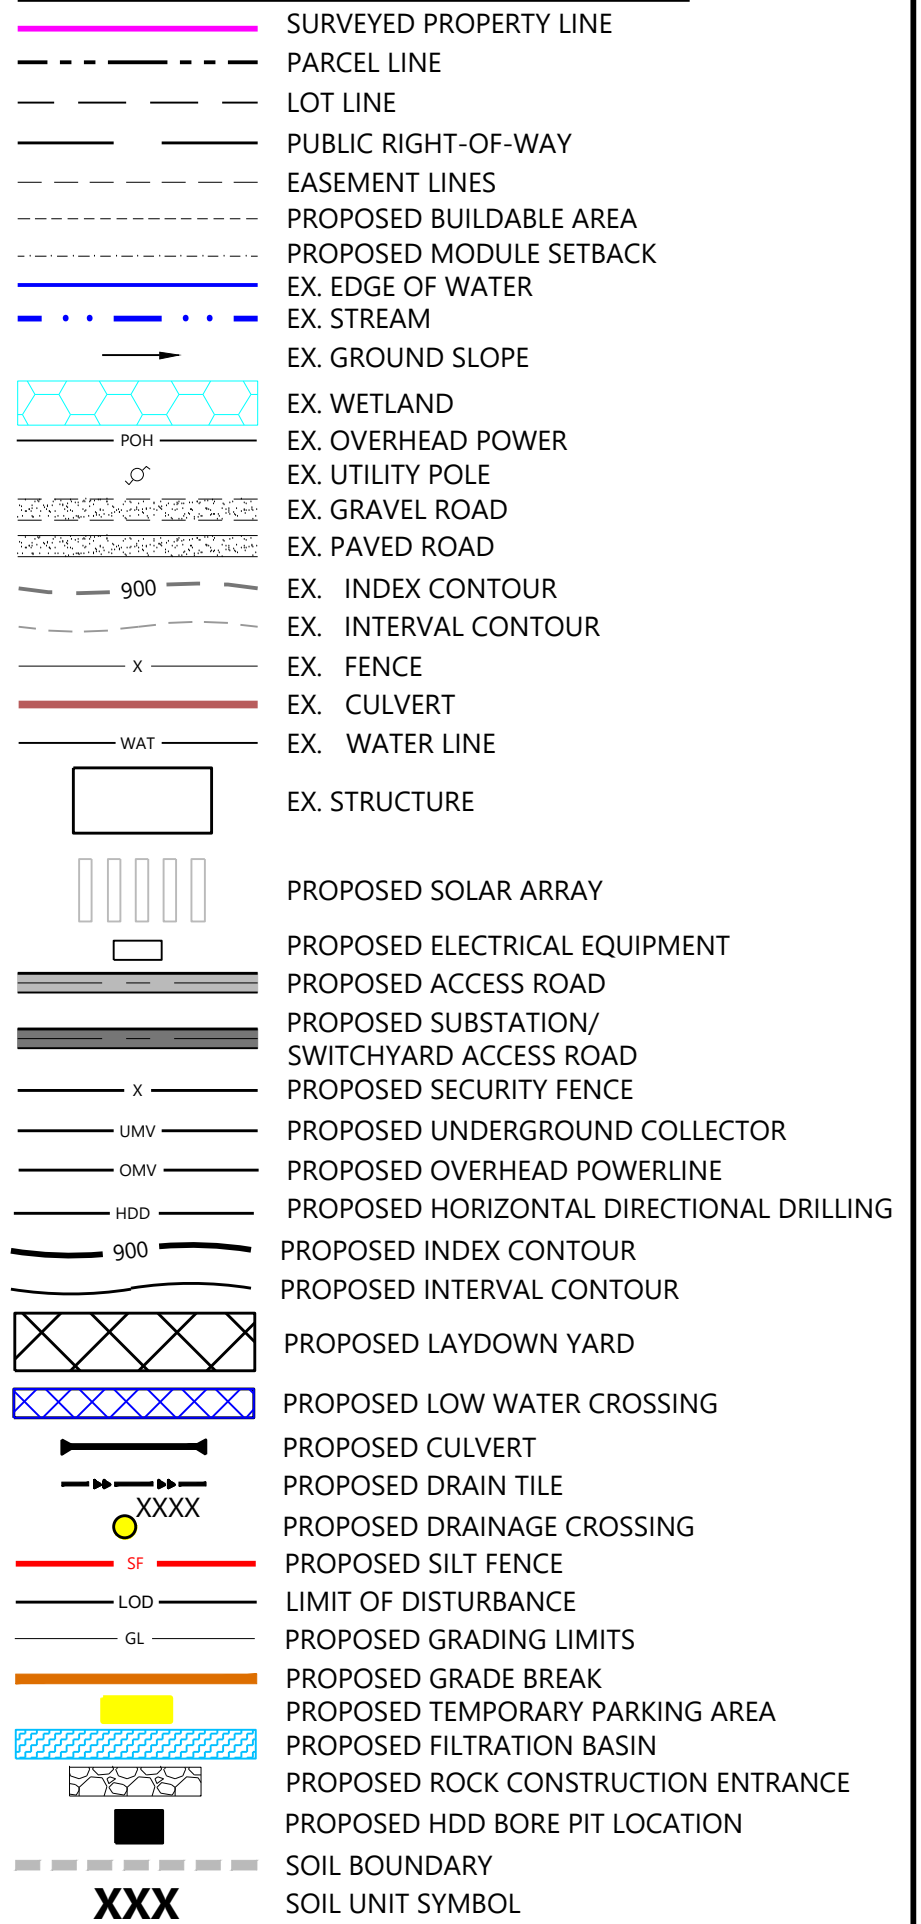 SURVEYED PROPERTY LINE
PARCEL LINE
LOT LINE
PUBLIC RIGHT-OF-WAY
EASEMENT LINES
PROPOSED BUILDABLE AREA
PROPOSED MODULE SETBACK
EX. EDGE OF WATER
EX. STREAM
EX. GROUND SLOPE
EX. WETLAND
POH EX. OVERHEAD POWER
EX. UTILITY POLE
EX. GRAVEL ROAD
EX. PAVED ROAD
900 EX. INDEX CONTOUR
EX. INTERVAL CONTOUR
X EX. FENCE
EX. CULVERT
WAT EX. WATER LINE
EX. STRUCTURE
PROPOSED SOLAR ARRAY
PROPOSED ELECTRICAL EQUIPMENT
PROPOSED ACCESS ROAD
PROPOSED SUBSTATION/
SWITCHYARD ACCESS ROAD
X PROPOSED SECURITY FENCE
UMV PROPOSED UNDERGROUND COLLECTOR
OMV PROPOSED OVERHEAD POWERLINE
HDD PROPOSED HORIZONTAL DIRECTIONAL DRILLING
900 PROPOSED INDEX CONTOUR
PROPOSED INTERVAL CONTOUR
PROPOSED LAYDOWN YARD
PROPOSED LOW WATER CROSSING
PROPOSED CULVERT
PROPOSED DRAIN TILE
XXXX
PROPOSED DRAINAGE CROSSING
SF PROPOSED SILT FENCE
LOD LIMIT OF DISTURBANCE
GL PROPOSED GRADING LIMITS
PROPOSED GRADE BREAK
PROPOSED TEMPORARY PARKING AREA
PROPOSED FILTRATION BASIN
PROPOSED ROCK CONSTRUCTION ENTRANCE
PROPOSED HDD BORE PIT LOCATION
SOIL BOUNDARY
XXX SOIL UNIT SYMBOL